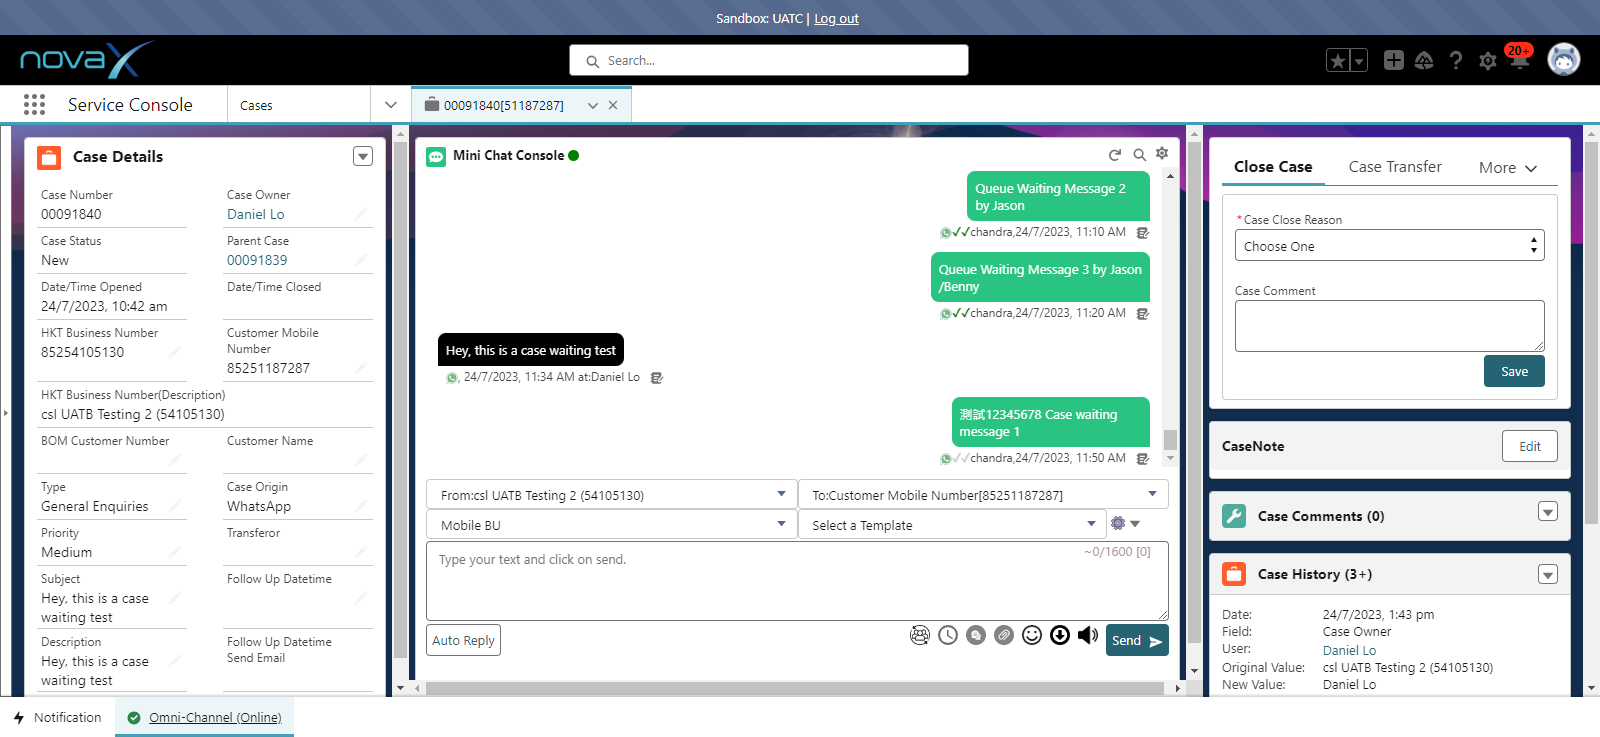 Sandbox: UATC | Log out
novaX
Search...
20+
Service Console
Cases
00091840[51187287]
Case Details
Case Number
00091840
Case Owner
Daniel Lo
Case Status
New
Parent Case
00091839
Date/Time Opened
24/7/2023, 10:42 am
Date/Time Closed
HKT Business Number
85254105130
Customer Mobile
Number
85251187287
HKT Business Number(Description)
csl UATB Testing 2 (54105130)
BOM Customer Number
Customer Name
Type
General Enquiries
Case Origin
WhatsApp
Priority
Medium
Transferor
Subject
Hey, this is a case
waiting test
Follow Up Datetime
Description
Hey, this is a case
waiting test
Follow Up Datetime
Send Email
Mini Chat Console
Queue Waiting Message 2
by Jason
chandra,24/7/2023, 11:10 AM
Queue Waiting Message 3 by Jason
/Benny
chandra,24/7/2023, 11:20 AM
Hey, this is a case waiting test
, 24/7/2023, 11:34 AM at:Daniel Lo
測試12345678 Case waiting
message 1
chandra,24/7/2023, 11:50 AM
From:csl UATB Testing 2 (54105130)
To:Customer Mobile Number[85251187287]
Mobile BU
Select a Template
Type your text and click on send.
~0/1600 [0]
Auto Reply
Send
Close Case
Case Transfer
More
*Case Close Reason
Choose One
Case Comment
Save
CaseNote
Edit
Case Comments (0)
Case History (3+)
Date: 24/7/2023, 1:43 pm
Field: Case Owner
User: Daniel Lo
Original Value: csl UATB Testing 2 (54105130)
New Value: Daniel Lo
Notification
Omni-Channel (Online)